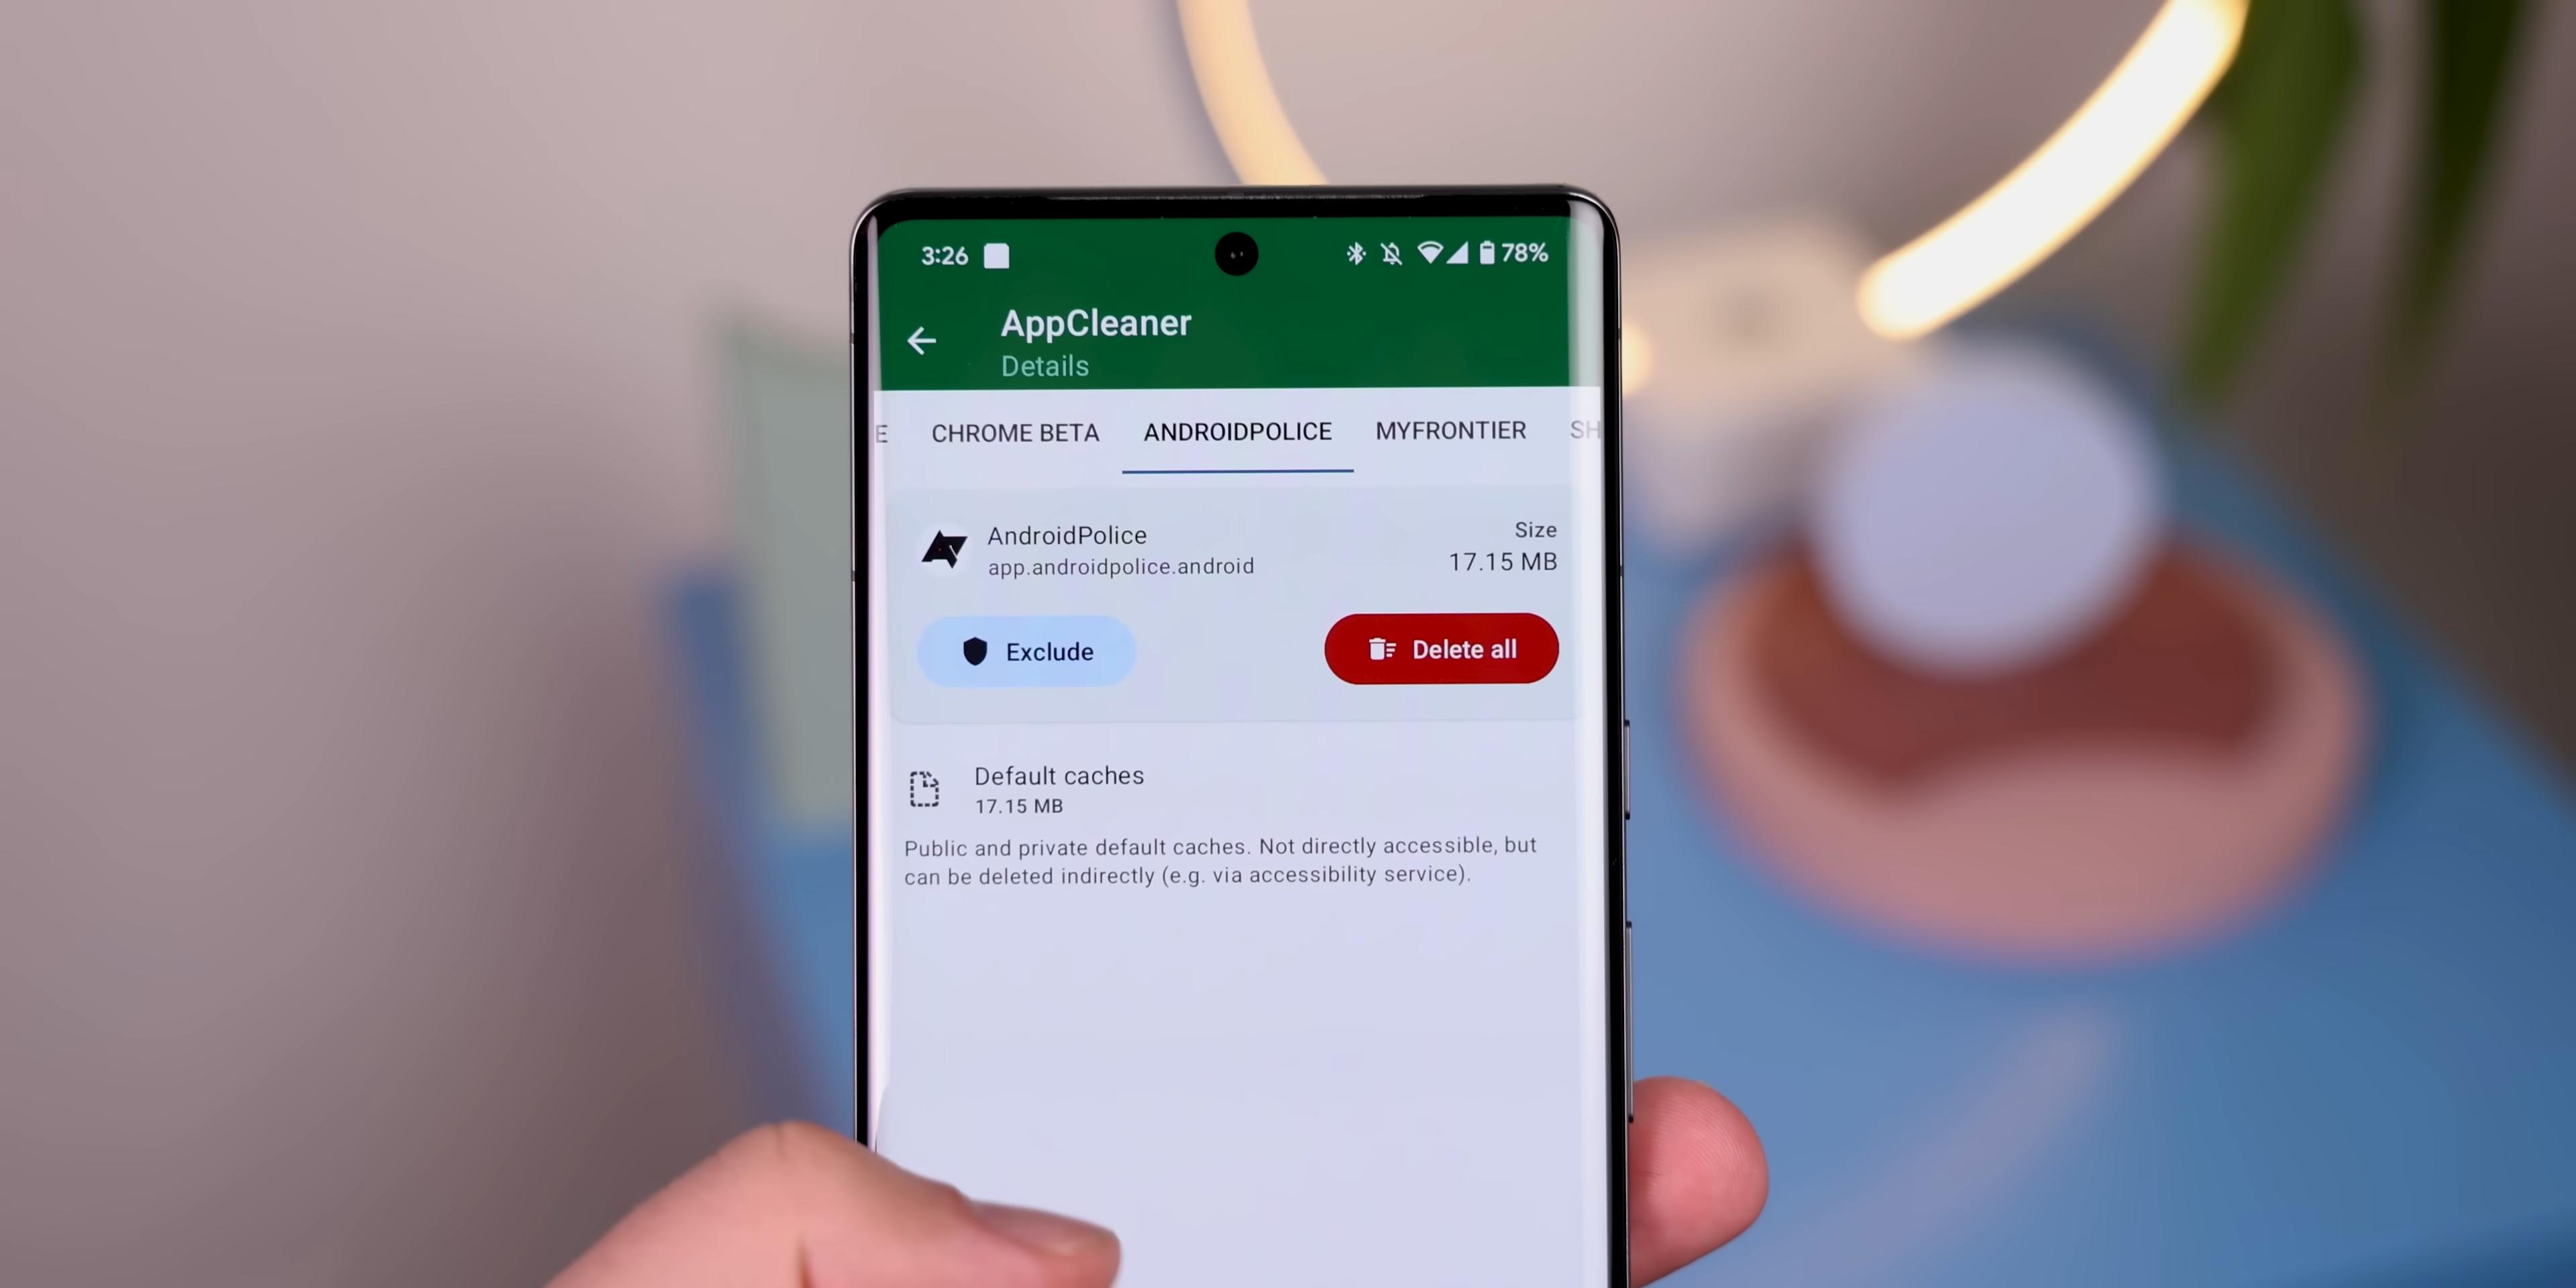 3:26 78%
AppCleaner
Details
E CHROME BETA ANDROIDPOLICE MYFRONTIER SH
AndroidPolice Size
app.androidpolice.android 17.15 MB
Exclude Delete all
Default caches
17.15 MB
Public and private default caches. Not directly accessible, but
can be deleted indirectly (e.g. via accessibility service).